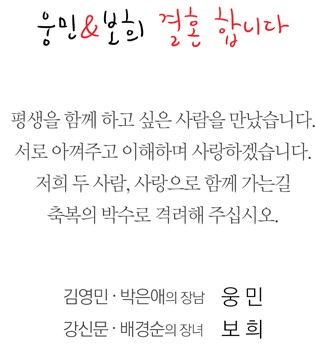 웅민&보희 결혼 합니다
평생을 함께 하고 싶은 사람을 만났습니다.
서로 아껴주고 이해하며 사랑하겠습니다.
저희 두 사람, 사랑으로 함께 가는길
축복의 박수로 격려해 주십시오.
김영민 · 박은애의 장남 웅 민
강신문 · 배경순의 장녀 보 희